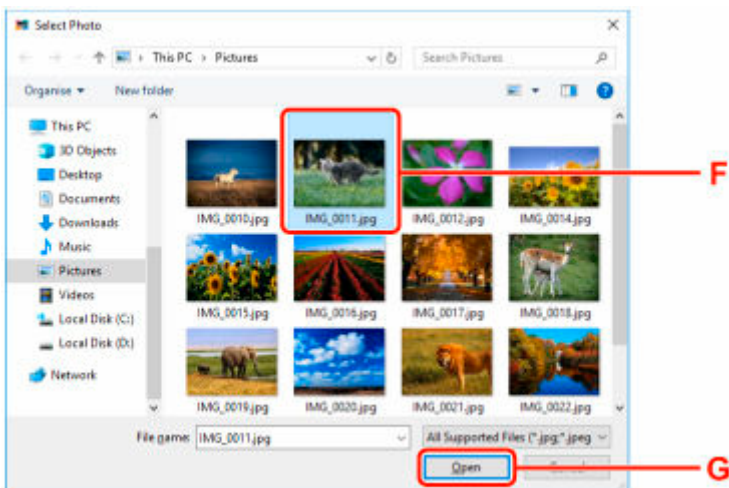 Select Photo
This PC > Pictures
Search Pictures
Organise
New folder
This PC
3D Objects
Desktop
Documents
Downloads
Music
Pictures
Videos
Local Disk (C:)
Local Disk (D:)
Network
IMG_0010.jpg
IMG_0011.jpg
IMG_0012.jpg
IMG_0014.jpg
IMG_0015.jpg
IMG_0016.jpg
IMG_0017.jpg
IMG_0018.jpg
IMG_0019.jpg
IMG_0020.jpg
IMG_0021.jpg
IMG_0022.jpg
File name: IMG_0011.jpg
All Supported Files (*.jpg;*.jpeg
Open
F
G